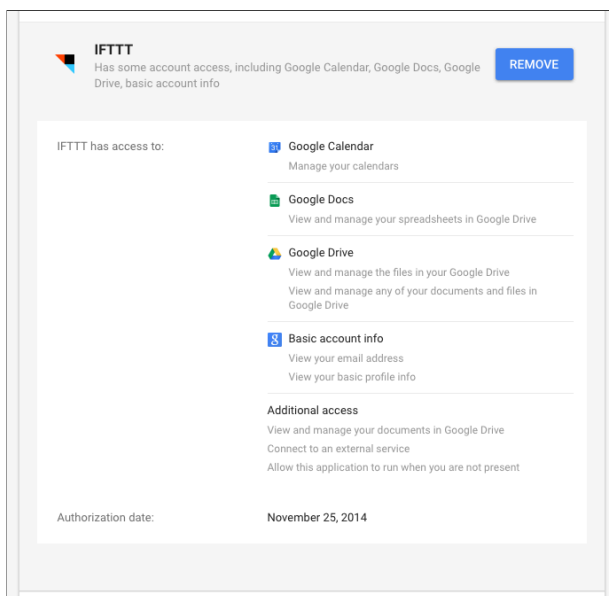 IFTTT
Has some account access, including Google Calendar, Google Docs, Google
Drive, basic account info
REMOVE
IFTTT has access to:
31
Google Calendar
Manage your calendars
Google Docs
View and manage your spreadsheets in Google Drive
Google Drive
View and manage the files in your Google Drive
View and manage any of your documents and files in
Google Drive
8
Basic account info
View your email address
View your basic profile info
Additional access
View and manage your documents in Google Drive
Connect to an external service
Allow this application to run when you are not present
Authorization date:
November 25, 2014